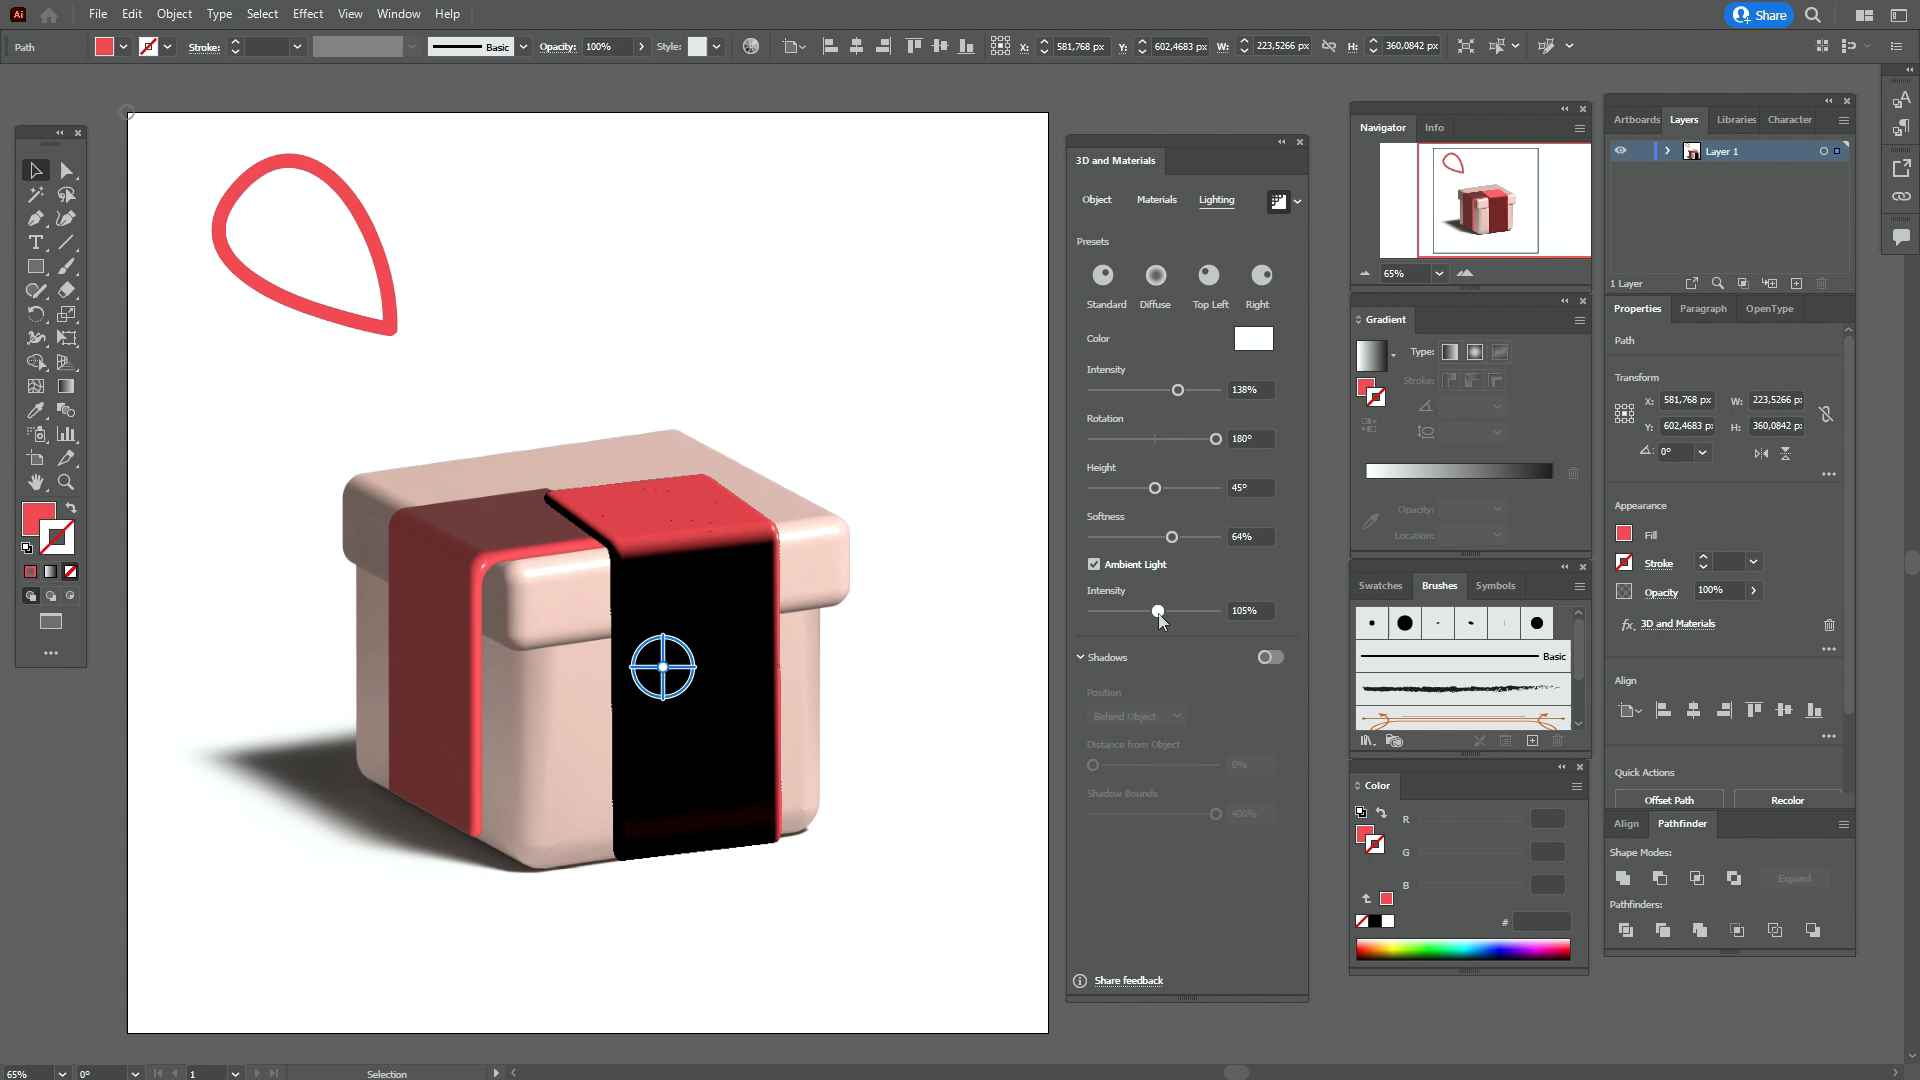 Ai File Edit Object Type Select Effect View Window Help Share
Path Stroke: Basic Opacity: 100% Style: X: 581,768 px Y: 602,4683 px W: 223,5266 px H: 360,0842 px
3D and Materials
Object Materials Lighting
Presets
Standard Diffuse Top Left Right
Color
Intensity
138%
Rotation
180°
Height
45°
Softness
64%
Ambient Light
Intensity
105%
Shadows
Position
Behind Object
Distance from Object
0%
Shadow Bounds
400%
Share feedback
Navigator Info
65%
Gradient
Type:
Stroke:
Opacity:
Location:
Swatches Brushes Symbols
Basic
Color
R
G
B
#
Artboards Layers Libraries Character
Layer 1
1 Layer
Properties Paragraph OpenType
Path
Transform
X: 581,768 px W: 223,5266 p
Y: 602,4683 p H: 360,0842 p
0°
Appearance
Fill
Stroke
Opacity 100%
fx. 3D and Materials
Align
Quick Actions
Offset Path Recolor
Align Pathfinder
Shape Modes:
Expand
Pathfinders:
65% 0° 1 Selection